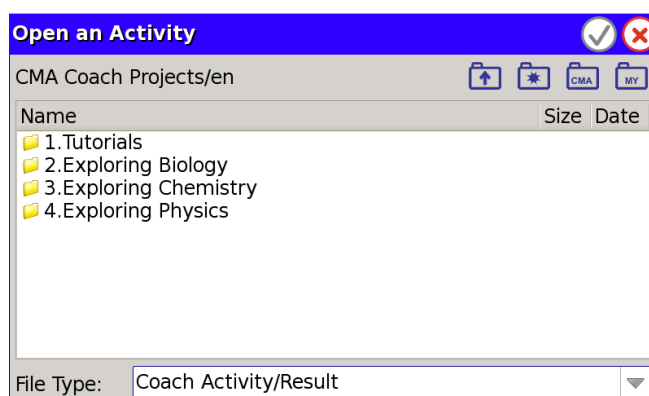 Open an Activity
CMA Coach Projects/en
CMA
MY
Name Size Date
1.Tutorials
2.Exploring Biology
3.Exploring Chemistry
4.Exploring Physics
File Type: Coach Activity/Result